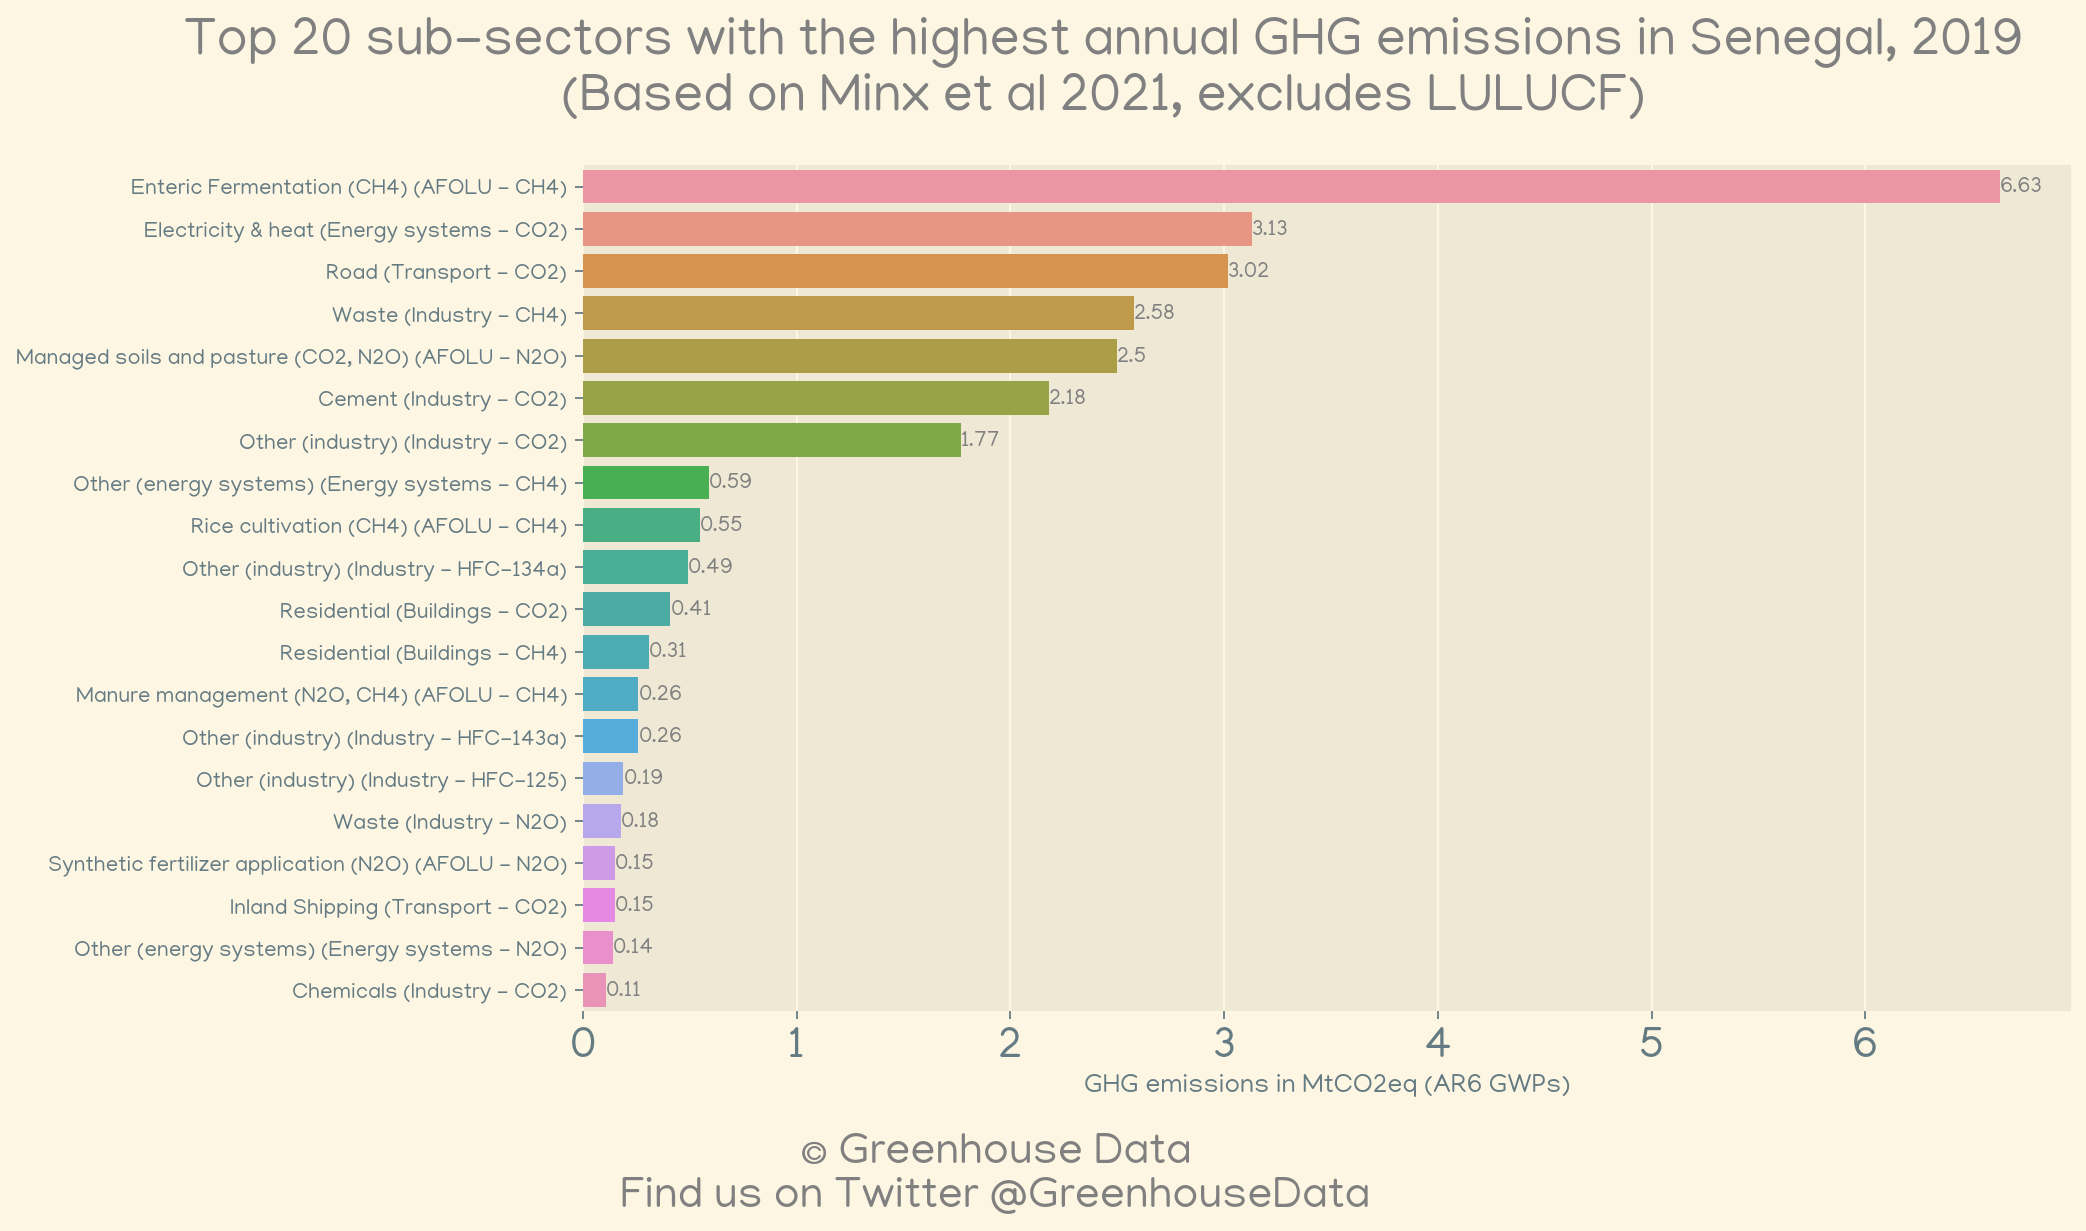 Top 20 sub-sectors with the highest annual GHG emissions in Senegal, 2019
(Based on Minx et al 2021, excludes LULUCF)
Enteric Fermentation (CH4) (AFOLU - CH4) 6.63
Electricity & heat (Energy systems - CO2) 3.13
Road (Transport - CO2) 3.02
Waste (Industry - CH4) 2.58
Managed soils and pasture (CO2, N2O) (AFOLU - N2O) 2.5
Cement (Industry - CO2) 2.18
Other (industry) (Industry - CO2) 1.77
Other (energy systems) (Energy systems - CH4) 0.59
Rice cultivation (CH4) (AFOLU - CH4) 0.55
Other (industry) (Industry - HFC-134a) 0.49
Residential (Buildings - CO2) 0.41
Residential (Buildings - CH4) 0.31
Manure management (N2O, CH4) (AFOLU - CH4) 0.26
Other (industry) (Industry - HFC-143a) 0.26
Other (industry) (Industry - HFC-125) 0.19
Waste (Industry - N2O) 0.18
Synthetic fertilizer application (N2O) (AFOLU - N2O) 0.15
Inland Shipping (Transport - CO2) 0.15
Other (energy systems) (Energy systems - N2O) 0.14
Chemicals (Industry - CO2) 0.11
0 1 2 3 4 5 6
GHG emissions in MtCO2eq (AR6 GWPs)
© Greenhouse Data
Find us on Twitter @GreenhouseData